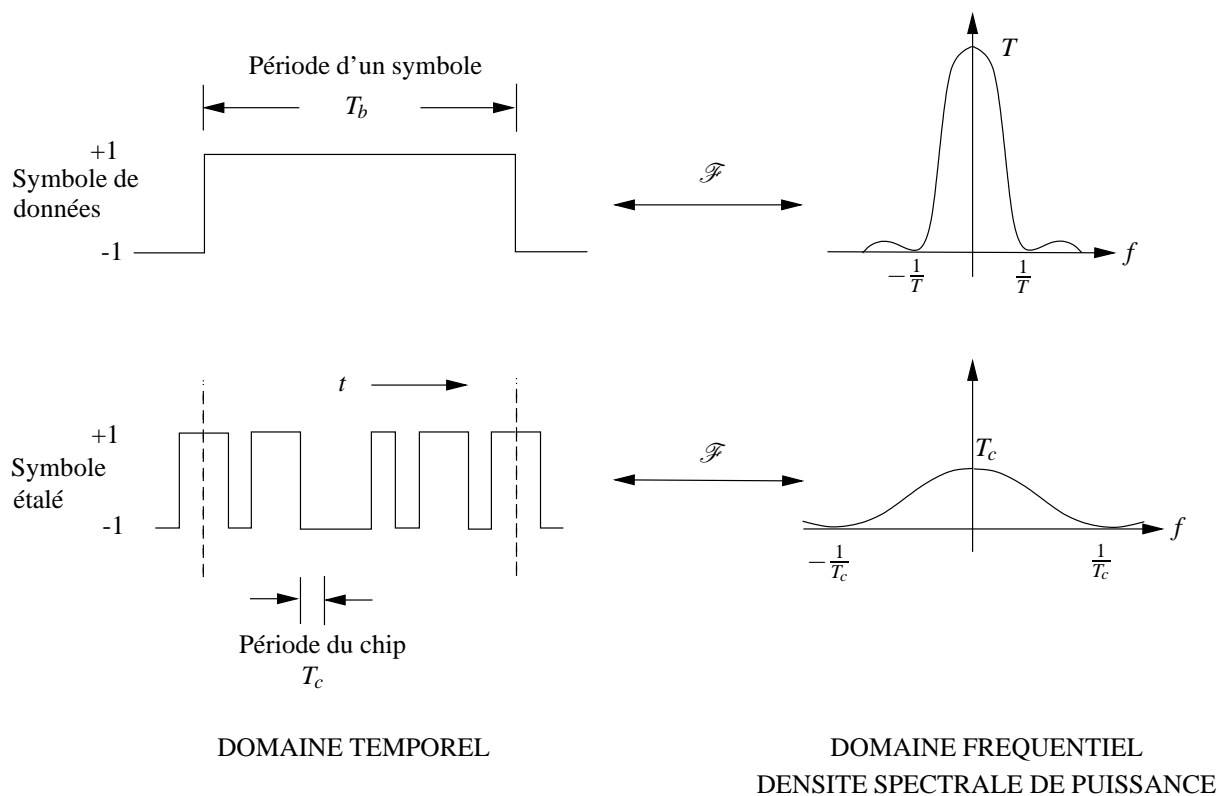 Période d'un symbole
T_b
+1
Symbole de
données
-1
ℱ
T
f
−1/T
1/T
t
+1
Symbole
étalé
-1
ℱ
T_c
f
−1/T_c
1/T_c
Période du chip
T_c
DOMAINE TEMPOREL
DOMAINE FREQUENTIEL
DENSITE SPECTRALE DE PUISSANCE